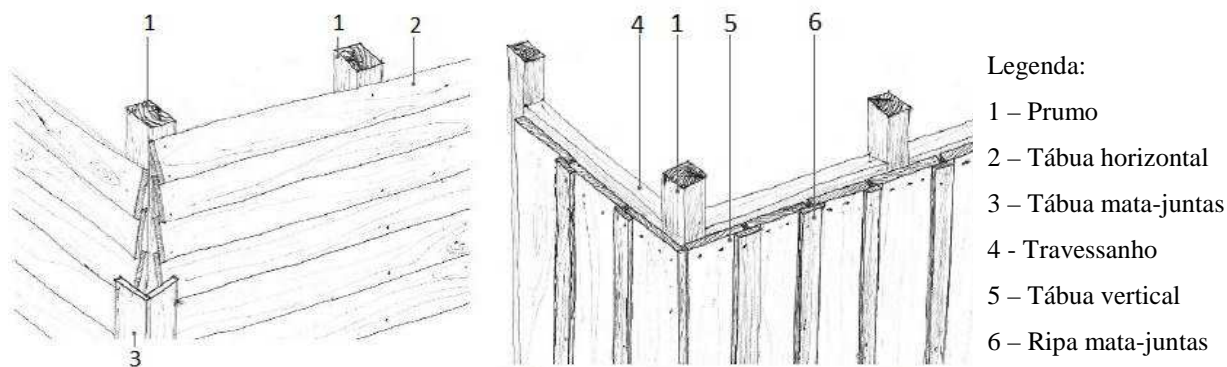 1 1 2 4 1 5 6
3
Legenda:
1 – Prumo
2 – Tábua horizontal
3 – Tábua mata-juntas
4 - Travessanho
5 – Tábua vertical
6 – Ripa mata-juntas